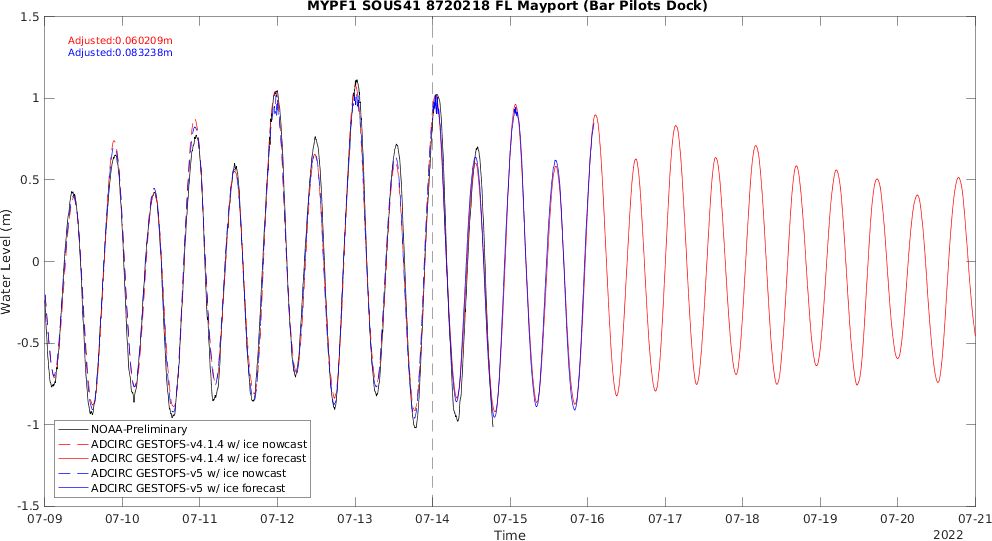 MYPF1 SOUS41 8720218 FL Mayport (Bar Pilots Dock)
Adjusted:0.060209m
Adjusted:0.083238m
1.5
1
0.5
0
-0.5
-1
-1.5
Water Level (m)
NOAA-Preliminary
ADCIRC GESTOFS-v4.1.4 w/ ice nowcast
ADCIRC GESTOFS-v4.1.4 w/ ice forecast
ADCIRC GESTOFS-v5 w/ ice nowcast
ADCIRC GESTOFS-v5 w/ ice forecast
07-09 07-10 07-11 07-12 07-13 07-14 07-15 07-16 07-17 07-18 07-19 07-20 07-21
Time
2022